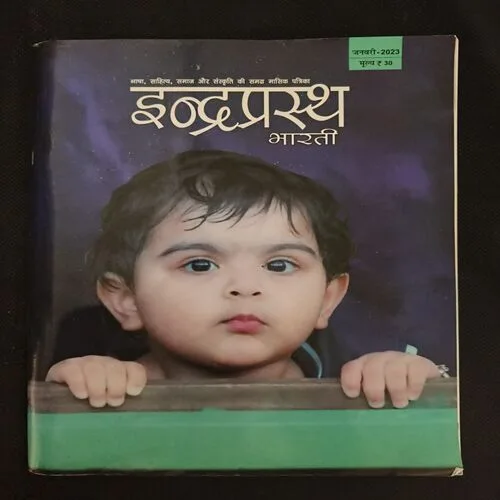 जनवरी-2023
मूल्य ₹ 30
भाषा, साहित्य, समाज और संस्कृति की समग्र मासिक पत्रिका
इन्द्रप्रस्थ
भारती